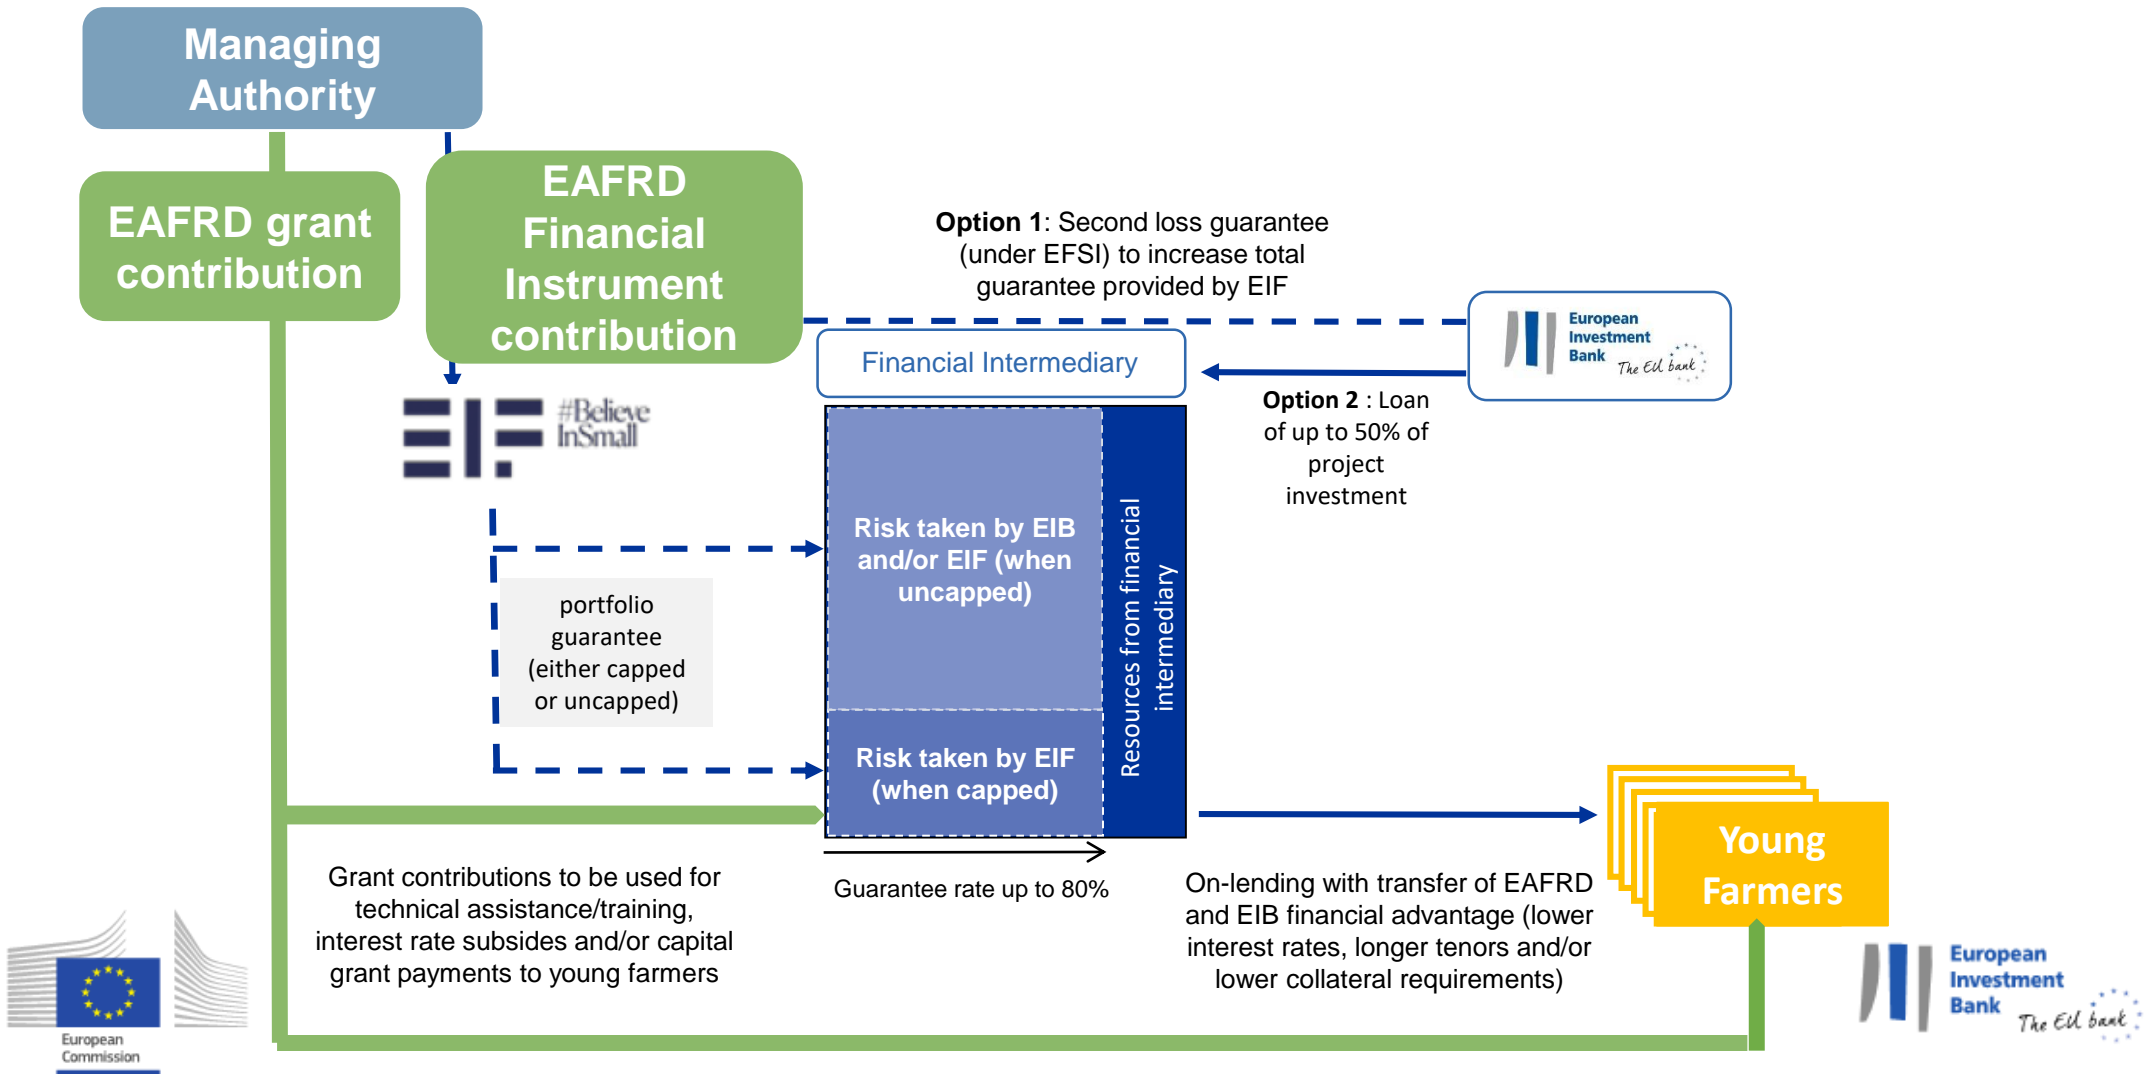 Managing
Authority
EAFRD grant
contribution
EAFRD
Financial
Instrument
contribution
Option 1: Second loss guarantee
(under EFSI) to increase total
guarantee provided by EIF
European
Investment
Bank
The EU bank
Financial Intermediary
Option 2 : Loan
of up to 50% of
project
investment
EIF
#Believe
InSmall
portfolio
guarantee
(either capped
or uncapped)
Risk taken by EIB
and/or EIF (when
uncapped)
Risk taken by EIF
(when capped)
Resources from financial
intermediary
Guarantee rate up to 80%
Young
Farmers
Grant contributions to be used for
technical assistance/training,
interest rate subsides and/or capital
grant payments to young farmers
On-lending with transfer of EAFRD
and EIB financial advantage (lower
interest rates, longer tenors and/or
lower collateral requirements)
European
Commission
European
Investment
Bank
The EU bank